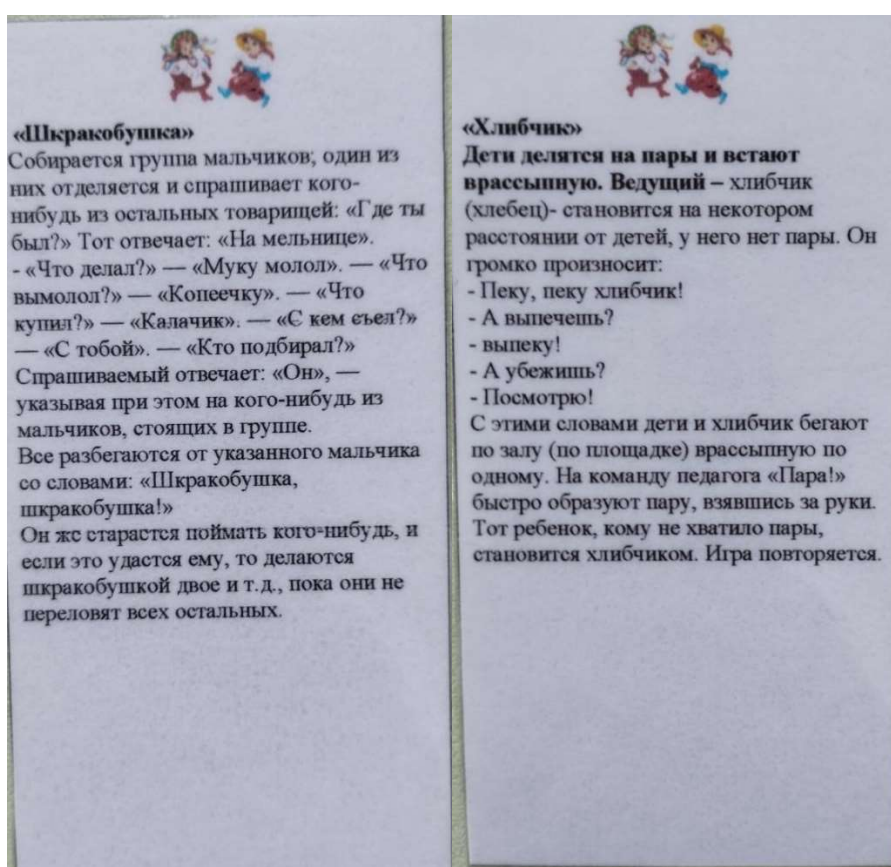 «Шкракобушка»
Собирается группа мальчиков; один из
них отделяется и спрашивает кого-
нибудь из остальных товарищей: «Где ты
был?» Тот отвечает: «На мельнице».
- «Что делал?» — «Муку молол». — «Что
вымолол?» — «Копеечку». — «Что
купил?» — «Калачик». — «С кем съел?»
— «С тобой». — «Кто подбирал?»
Спрашиваемый отвечает: «Он», —
указывая при этом на кого-нибудь из
мальчиков, стоящих в группе.
Все разбегаются от указанного мальчика
со словами: «Шкракобушка,
шкракобушка!»
Он же старается поймать кого-нибудь, и
если это удастся ему, то делаются
шкракобушкой двое и т.д., пока они не
переловят всех остальных.
«Хлибчик»
Дети делятся на пары и встают
врассыпную. Ведущий – хлибчик
(хлебец)- становится на некотором
расстоянии от детей, у него нет пары. Он
громко произносит:
- Пеку, пеку хлибчик!
- А выпечешь?
- выпеку!
- А убежишь?
- Посмотрю!
С этими словами дети и хлибчик бегают
по залу (по площадке) врассыпную по
одному. На команду педагога «Пара!»
быстро образуют пару, взявшись за руки.
Тот ребенок, кому не хватило пары,
становится хлибчиком. Игра повторяется.